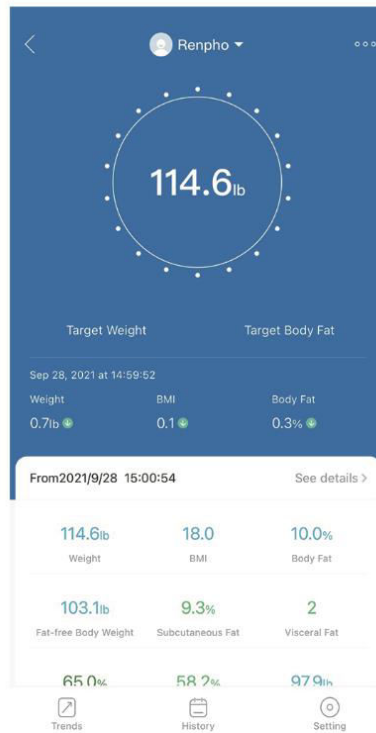 Renpho
114.6lb
Target Weight Target Body Fat
Sep 28, 2021 at 14:59:52
Weight BMI Body Fat
0.7lb 0.1 0.3%
From2021/9/28 15:00:54 See details >
114.6lb 18.0 10.0%
Weight BMI Body Fat
103.1lb 9.3% 2
Fat-free Body Weight Subcutaneous Fat Visceral Fat
65.0% 58.2% 97.9lb
Trends History Setting